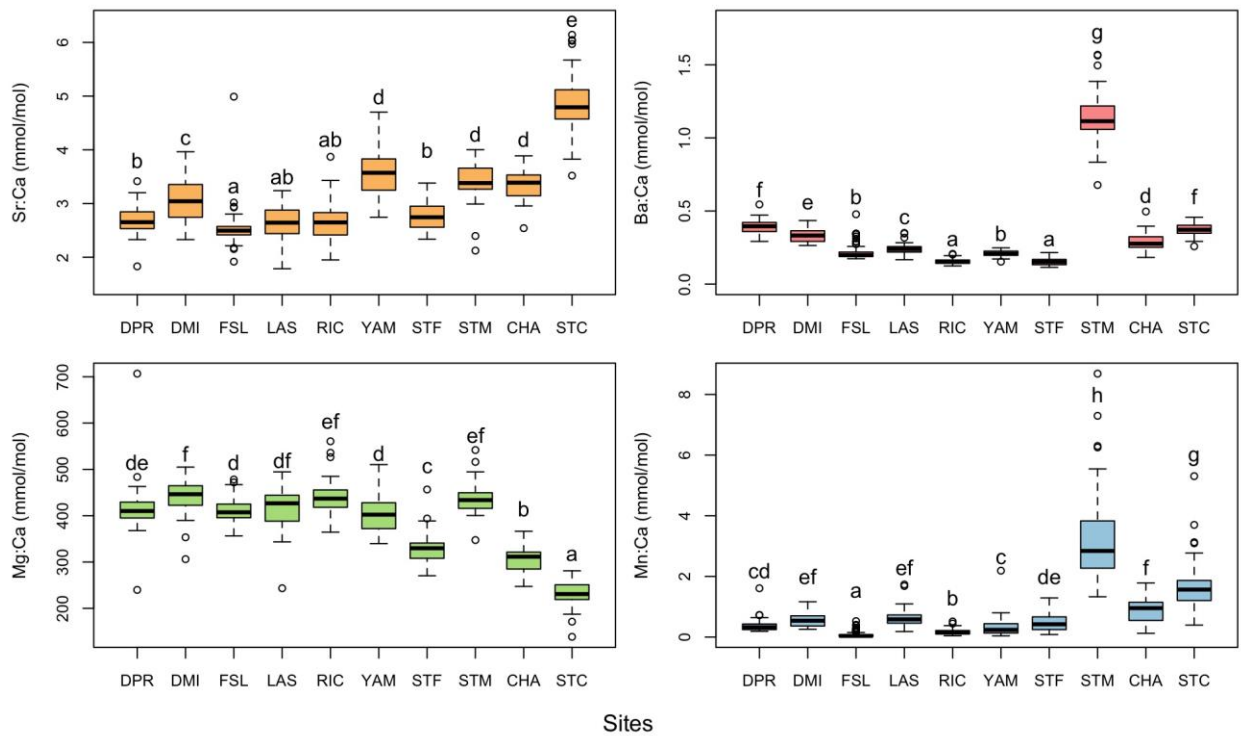 Sr:Ca (mmol/mol)
6
5
4
3
2
b
c
a
ab
ab
d
b
d
d
e
DPR DMI FSL LAS RIC YAM STF STM CHA STC
Ba:Ca (mmol/mol)
1.5
1.0
0.5
0.0
f
e
b
c
a
b
a
g
d
f
DPR DMI FSL LAS RIC YAM STF STM CHA STC
Mg:Ca (mmol/mol)
700
600
500
400
300
200
de
f
d
df
ef
d
c
ef
b
a
DPR DMI FSL LAS RIC YAM STF STM CHA STC
Mn:Ca (mmol/mol)
8
6
4
2
0
cd
ef
a
ef
b
c
de
h
f
g
DPR DMI FSL LAS RIC YAM STF STM CHA STC
Sites